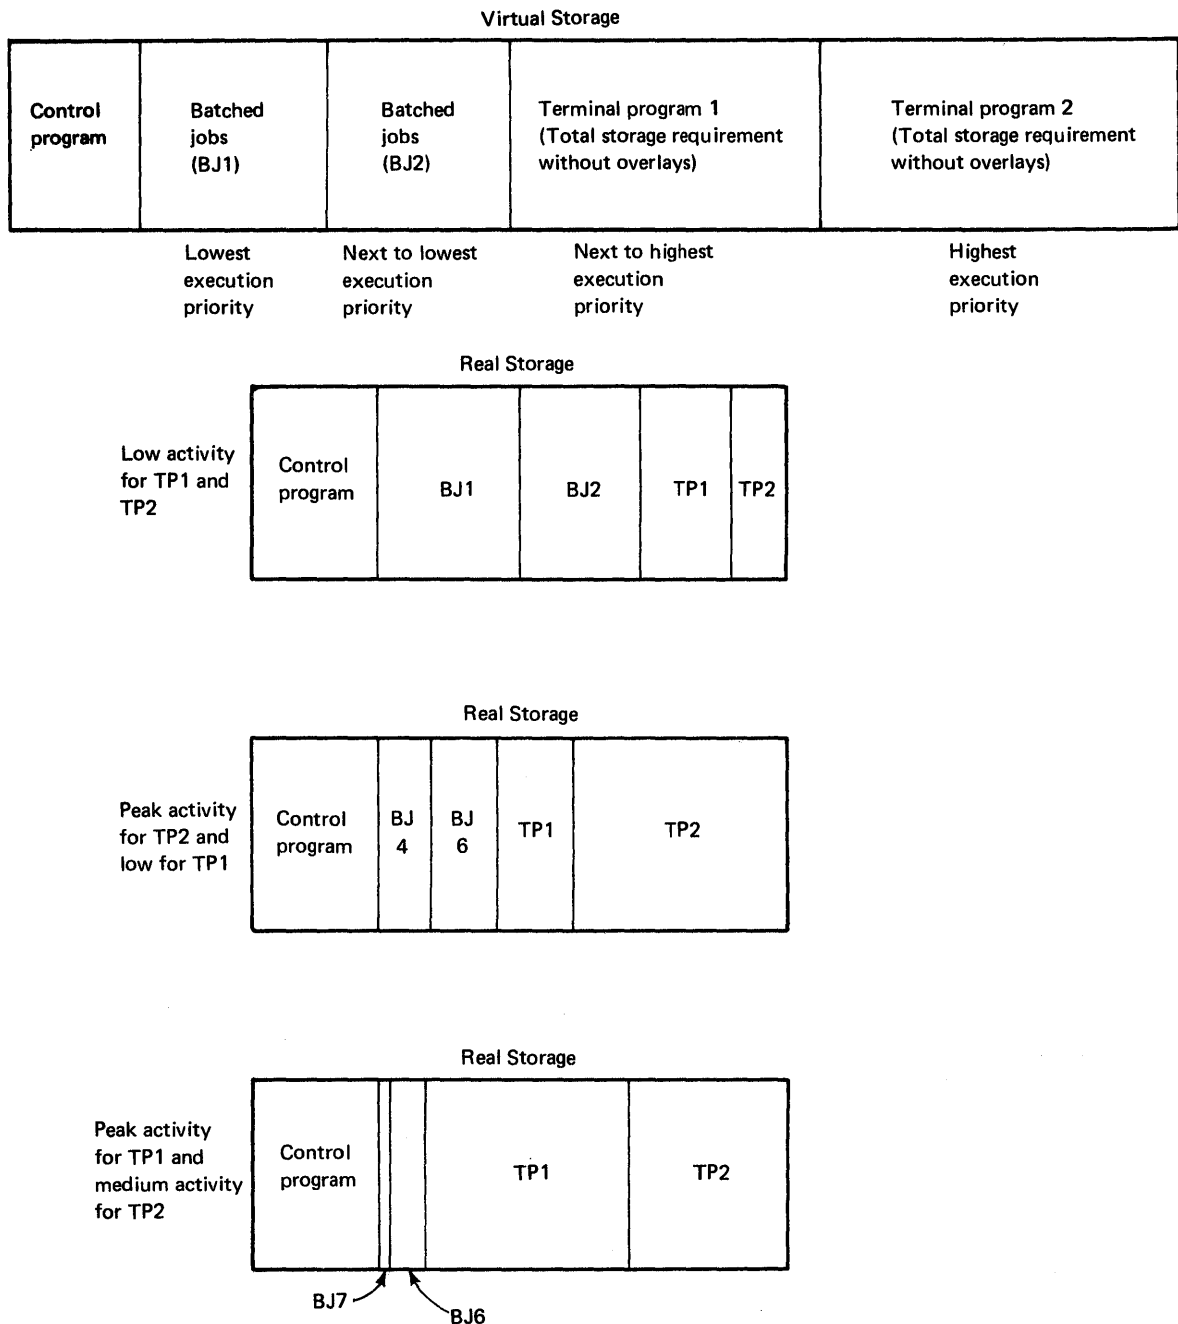 Virtual Storage
Control
program
Batched
jobs
(BJ1)
Batched
jobs
(BJ2)
Terminal program 1
(Total storage requirement
without overlays)
Terminal program 2
(Total storage requirement
without overlays)
Lowest
execution
priority
Next to lowest
execution
priority
Next to highest
execution
priority
Highest
execution
priority
Real Storage
Low activity
for TP1 and
TP2
Control
program
BJ1
BJ2
TP1
TP2
Real Storage
Peak activity
for TP2 and
low for TP1
Control
program
BJ
4
BJ
6
TP1
TP2
Real Storage
Peak activity
for TP1 and
medium activity
for TP2
Control
program
TP1
TP2
BJ7
BJ6